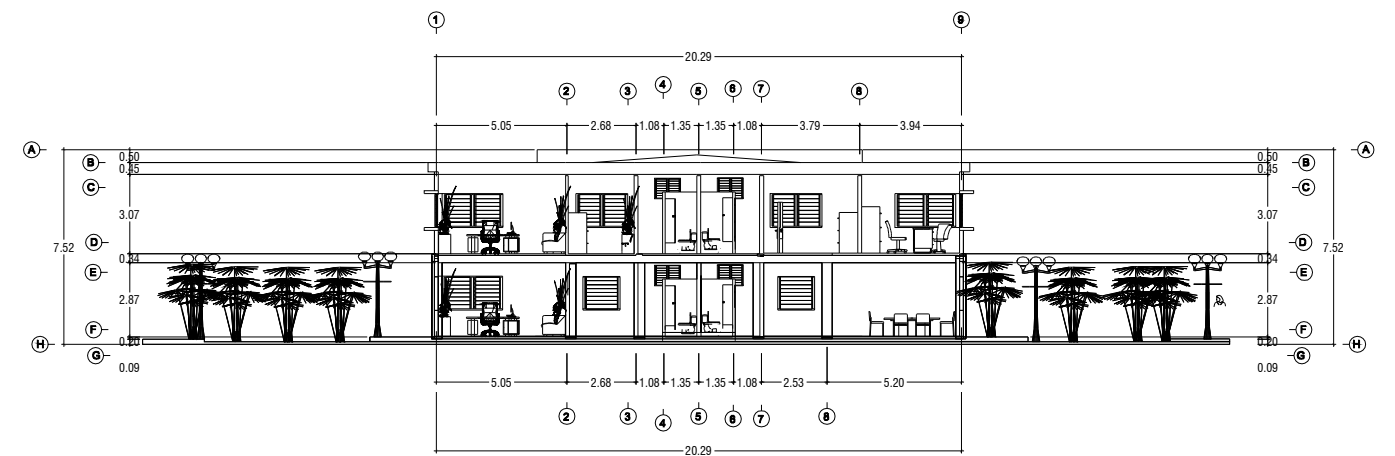 1 9
20.29
2 3 4 5 6 7 8
5.05 2.68 1.08 1.35 1.35 1.08 3.79 3.94
A 0.50 0.50 A
B 0.45 0.45 B
C C
3.07 3.07
D D
7.52 7.52
0.34 0.34
E E
2.87 2.87
F F
H 0.20 0.20 H
G G
0.09 0.09
5.05 2.68 1.08 1.35 1.35 1.08 2.53 5.20
2 3 4 5 6 7 8
20.29